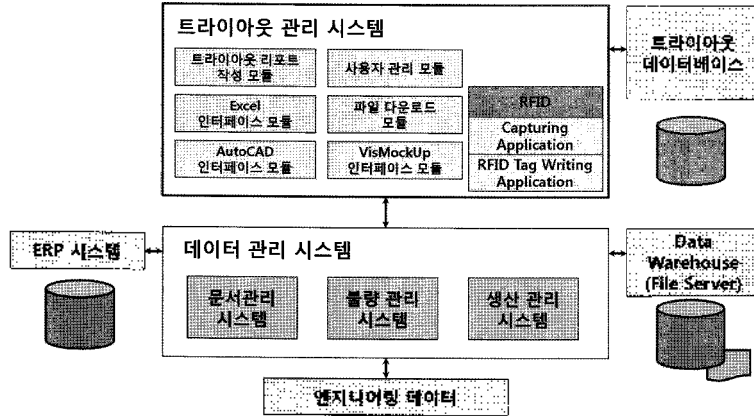 트라이아웃 관리 시스템
트라이아웃 리포트
작성 모듈
사용자 관리 모듈
Excel
인터페이스 모듈
파일 다운로드
모듈
AutoCAD
인터페이스 모듈
VisMockUp
인터페이스 모듈
RFID
Capturing
Application
RFID Tag Writing
Application
트라이아웃
데이터베이스
ERP 시스템
데이터 관리 시스템
문서관리
시스템
불량 관리
시스템
생산 관리
시스템
Data
Warehouse
(File Server)
엔지니어링 데이터